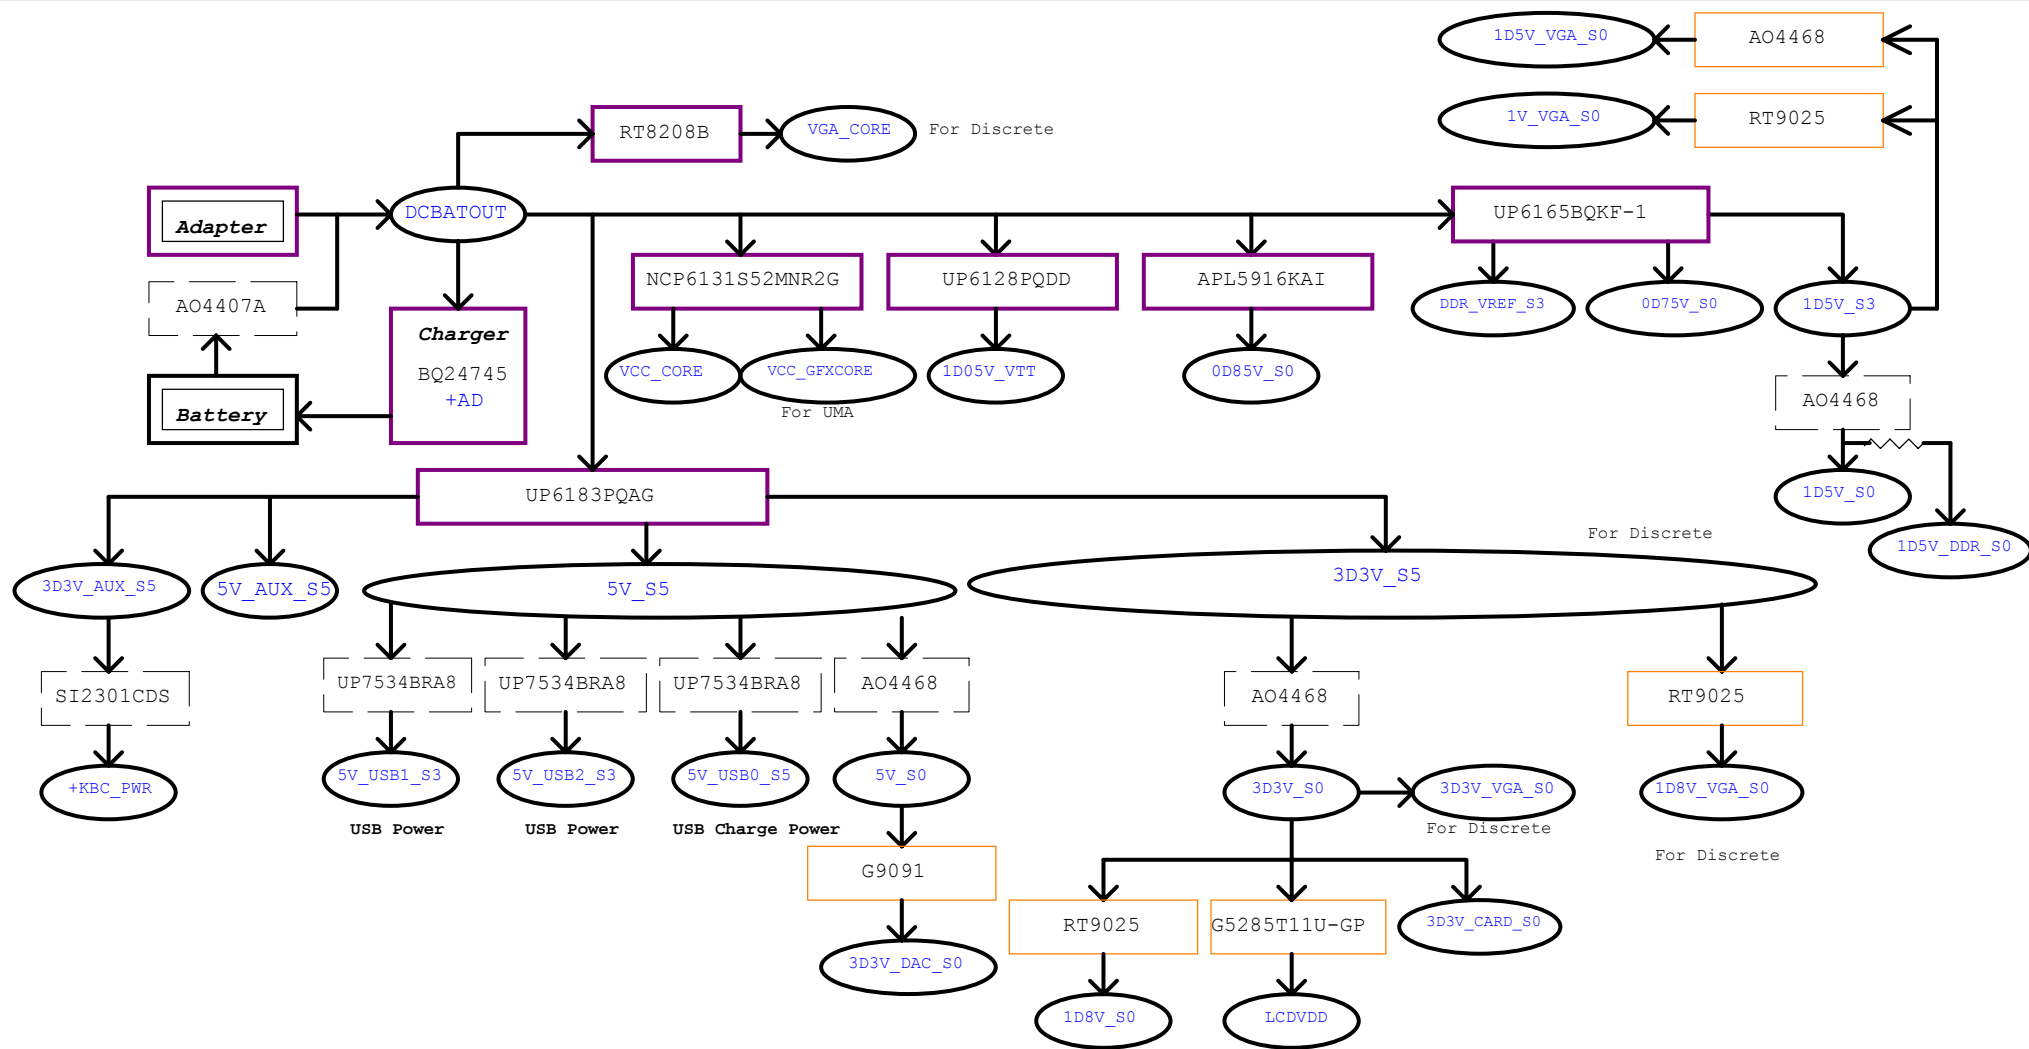 1D5V_VGA_S0
AO4468
1V_VGA_S0
RT9025
RT8208B
VGA_CORE
For Discrete
Adapter
DCBATOUT
UP6165BQKF-1
NCP6131S52MNR2G
UP6128PQDD
APL5916KAI
AO4407A
DDR_VREF_S3
0D75V_S0
1D5V_S3
Charger
BQ24745
+AD
VCC_CORE
VCC_GFXCORE
1D05V_VTT
0D85V_S0
For UMA
Battery
AO4468
UP6183PQAG
1D5V_S0
For Discrete
1D5V_DDR_S0
3D3V_AUX_S5
5V_AUX_S5
5V_S5
3D3V_S5
SI2301CDS
UP7534BRA8
UP7534BRA8
UP7534BRA8
AO4468
AO4468
RT9025
+KBC_PWR
5V_USB1_S3
5V_USB2_S3
5V_USB0_S5
5V_S0
3D3V_S0
3D3V_VGA_S0
1D8V_VGA_S0
USB Power
USB Power
USB Charge Power
For Discrete
For Discrete
G9091
RT9025
G5285T11U-GP
3D3V_CARD_S0
3D3V_DAC_S0
1D8V_S0
LCDVDD